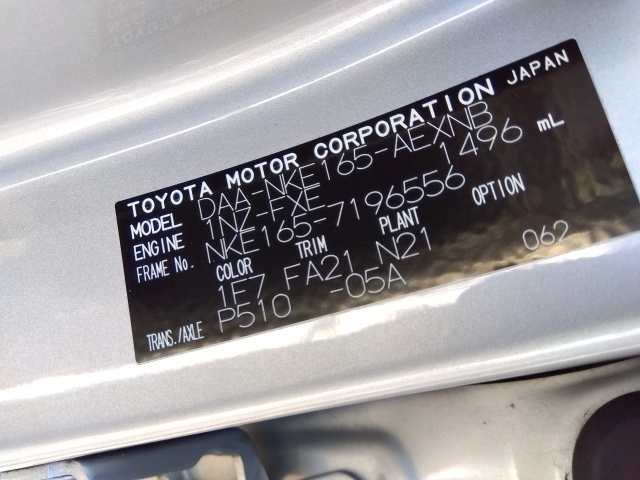 TOYOTA MOTOR CORPORATION JAPAN
MODEL DAA-NKE165-AEXNB
ENGINE 1NZ-FXE 1496 mL
FRAME No. NKE165-7196556
COLOR TRIM PLANT OPTION
1F7 FA21 N21 062
TRANS./AXLE P510 -05A